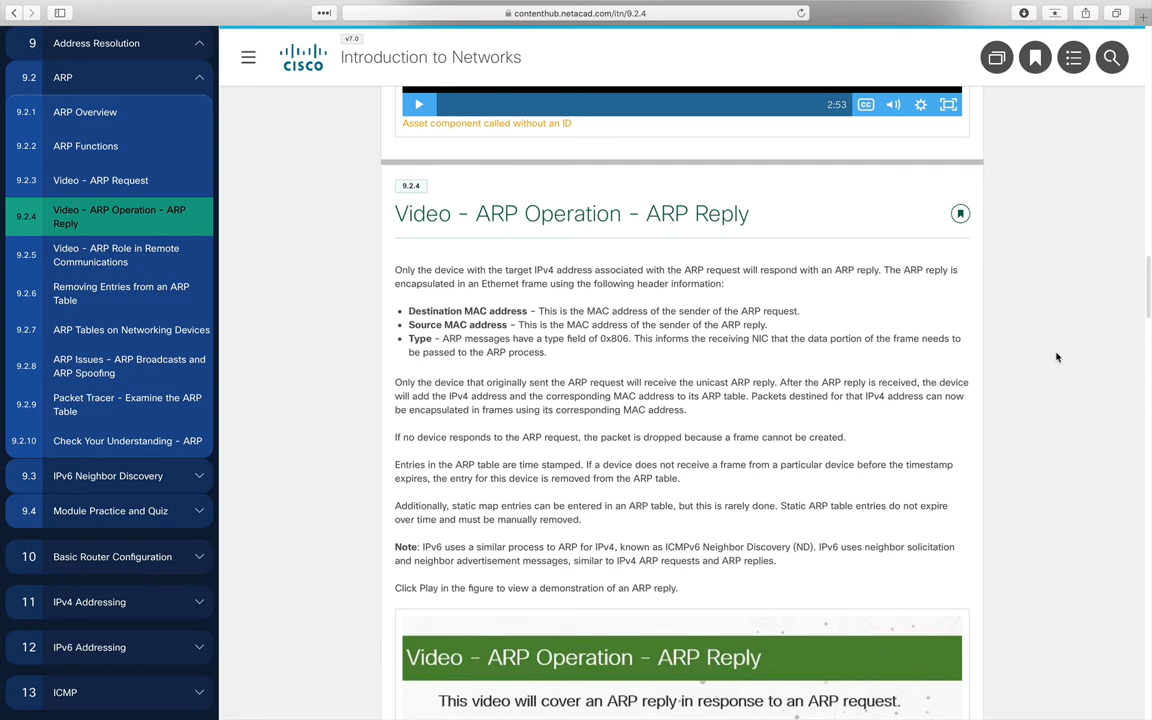 contenthub.netacad.com/itn/9.2.4
9 Address Resolution
9.2 ARP
9.2.1 ARP Overview
9.2.2 ARP Functions
9.2.3 Video - ARP Request
9.2.4 Video - ARP Operation - ARP
Reply
9.2.5 Video - ARP Role in Remote
Communications
9.2.6 Removing Entries from an ARP
Table
9.2.7 ARP Tables on Networking Devices
9.2.8 ARP Issues - ARP Broadcasts and
ARP Spoofing
9.2.9 Packet Tracer - Examine the ARP
Table
9.2.10 Check Your Understanding - ARP
9.3 IPv6 Neighbor Discovery
9.4 Module Practice and Quiz
10 Basic Router Configuration
11 IPv4 Addressing
12 IPv6 Addressing
13 ICMP
v7.0
CISCO
Introduction to Networks
2:53
CC
Asset component called without an ID
9.2.4
Video - ARP Operation - ARP Reply
Only the device with the target IPv4 address associated with the ARP request will respond with an ARP reply. The ARP reply is
encapsulated in an Ethernet frame using the following header information:
• Destination MAC address – This is the MAC address of the sender of the ARP request.
• Source MAC address – This is the MAC address of the sender of the ARP reply.
• Type - ARP messages have a type field of 0x806. This informs the receiving NIC that the data portion of the frame needs to
be passed to the ARP process.
Only the device that originally sent the ARP request will receive the unicast ARP reply. After the ARP reply is received, the device
will add the IPv4 address and the corresponding MAC address to its ARP table. Packets destined for that IPv4 address can now
be encapsulated in frames using its corresponding MAC address.
If no device responds to the ARP request, the packet is dropped because a frame cannot be created.
Entries in the ARP table are time stamped. If a device does not receive a frame from a particular device before the timestamp
expires, the entry for this device is removed from the ARP table.
Additionally, static map entries can be entered in an ARP table, but this is rarely done. Static ARP table entries do not expire
over time and must be manually removed.
Note: IPv6 uses a similar process to ARP for IPv4, known as ICMPv6 Neighbor Discovery (ND). IPv6 uses neighbor solicitation
and neighbor advertisement messages, similar to IPv4 ARP requests and ARP replies.
Click Play in the figure to view a demonstration of an ARP reply.
Video - ARP Operation - ARP Reply
This video will cover an ARP reply in response to an ARP request.